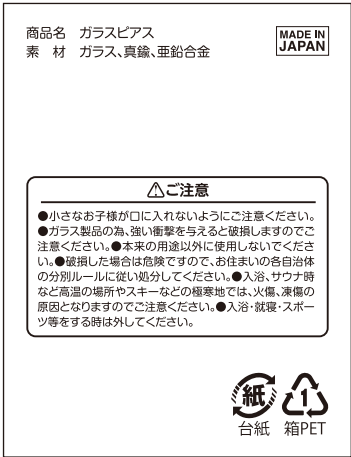 商品名 ガラスピアス
素 材 ガラス、真鍮、亜鉛合金
MADE IN
JAPAN
⚠ご注意
●小さなお子様が口に入れないようにご注意ください。
●ガラス製品の為、強い衝撃を与えると破損しますのでご
注意ください。●本来の用途以外に使用しないでくださ
い。●破損した場合は危険ですので、お住まいの各自治体
の分別ルールに従い処分してください。●入浴、サウナ時
など高温の場所やスキーなどの極寒地では、火傷、凍傷の
原因となりますのでご注意ください。●入浴・就寝・スポー
ツ等をする時は外してください。
紙 1
台紙 箱PET